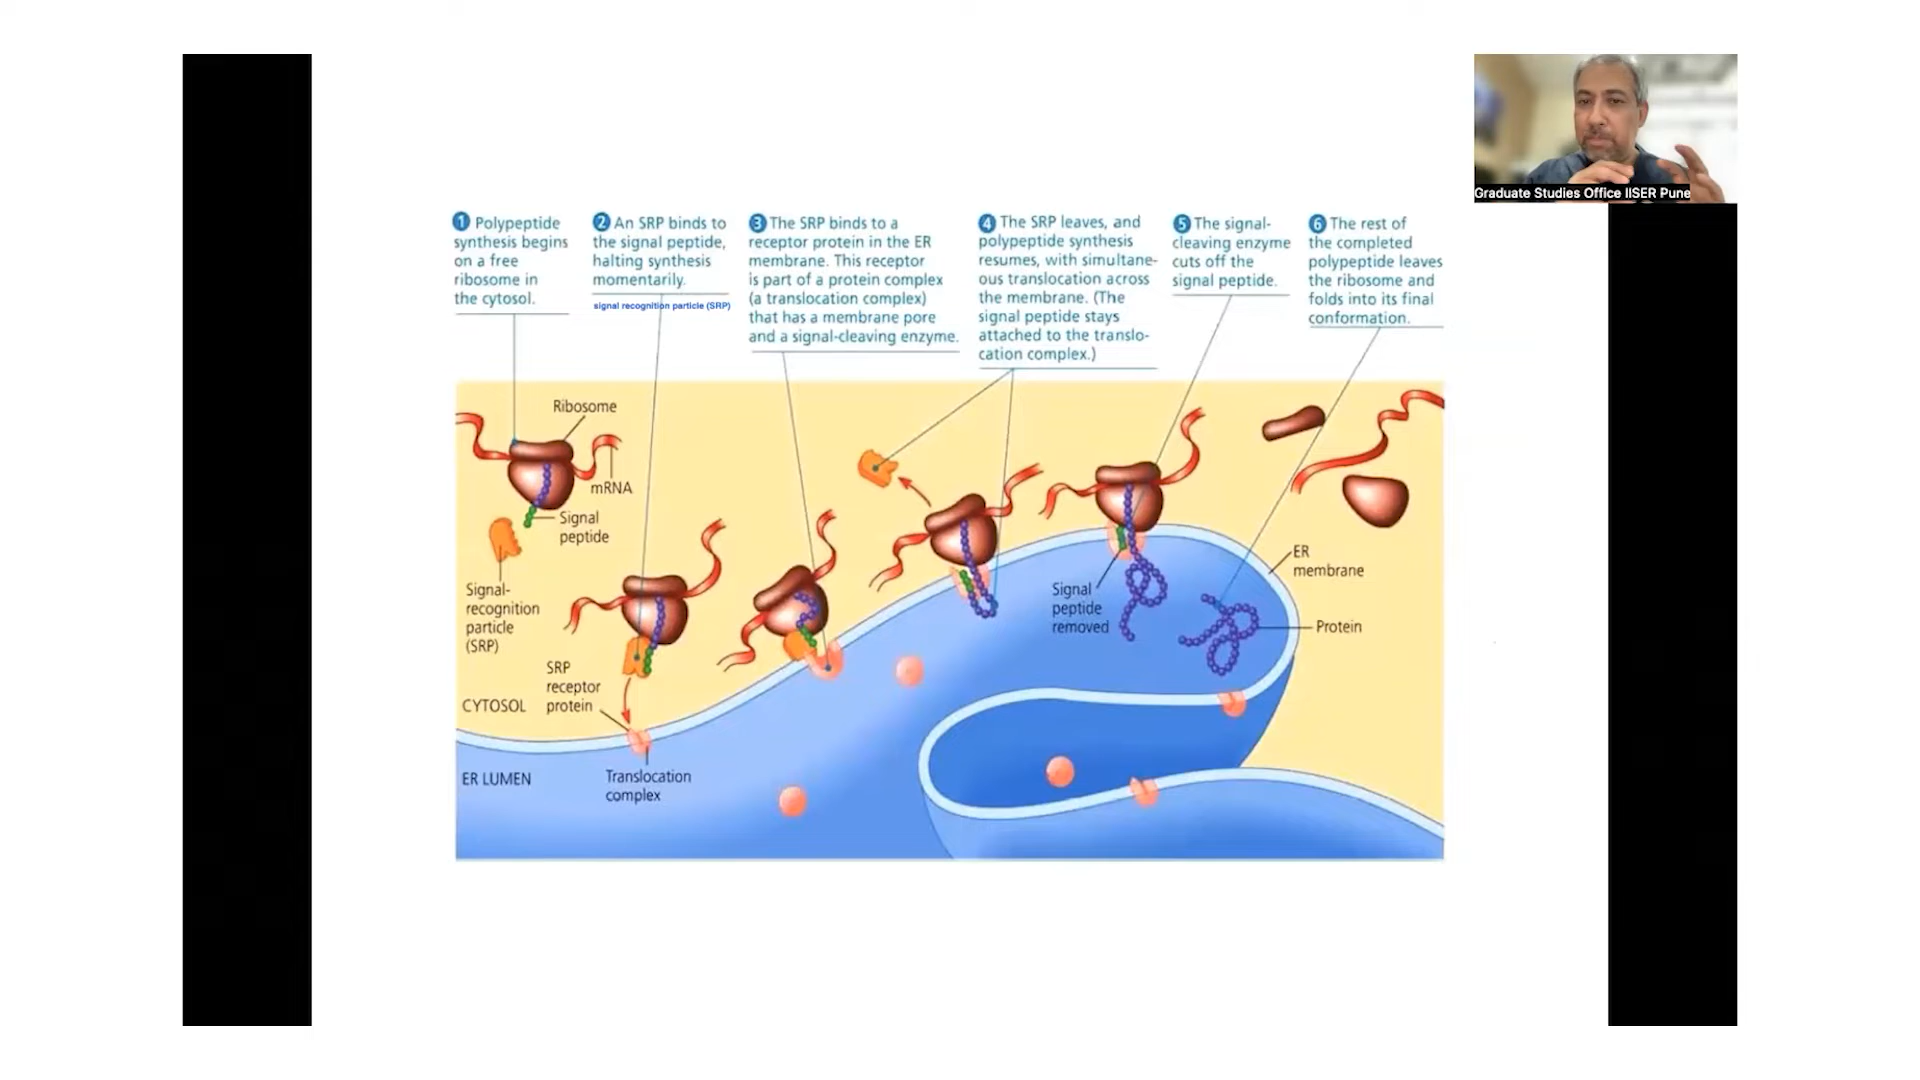 Graduate Studies Office IISER Pune
1 Polypeptide
synthesis begins
on a free
ribosome in
the cytosol.
2 An SRP binds to
the signal peptide,
halting synthesis
momentarily.
signal recognition particle (SRP)
3 The SRP binds to a
receptor protein in the ER
membrane. This receptor
is part of a protein complex
(a translocation complex)
that has a membrane pore
and a signal-cleaving enzyme.
4 The SRP leaves, and
polypeptide synthesis
resumes, with simultane-
ous translocation across
the membrane. (The
signal peptide stays
attached to the translo-
cation complex.)
5 The signal-
cleaving enzyme
cuts off the
signal peptide.
6 The rest of
the completed
polypeptide leaves
the ribosome and
folds into its final
conformation.
Ribosome
mRNA
Signal
peptide
Signal-
recognition
particle
(SRP)
SRP
receptor
protein
CYTOSOL
ER LUMEN
Translocation
complex
Signal
peptide
removed
ER
membrane
Protein